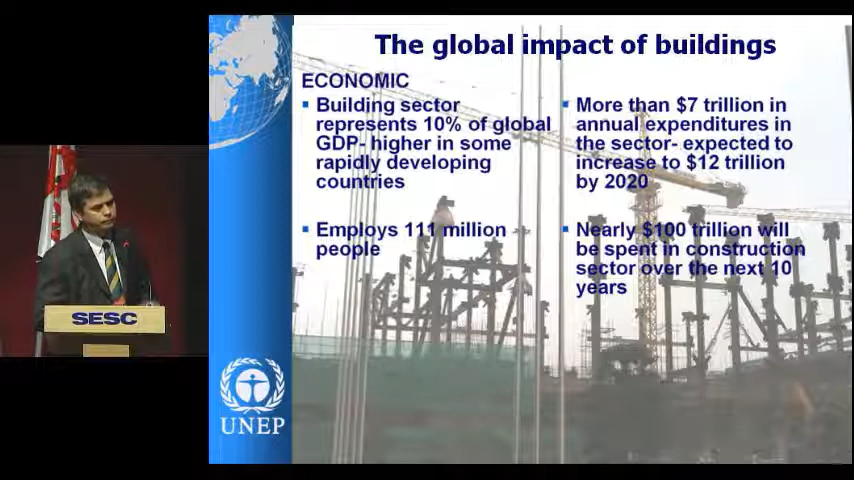 The global impact of buildings
ECONOMIC
▪ Building sector
represents 10% of global
GDP- higher in some
rapidly developing
countries
▪ Employs 111 million
people
▪ More than $7 trillion in
annual expenditures in
the sector- expected to
increase to $12 trillion
by 2020
▪ Nearly $100 trillion will
be spent in construction
sector over the next 10
years
SESC
UNEP